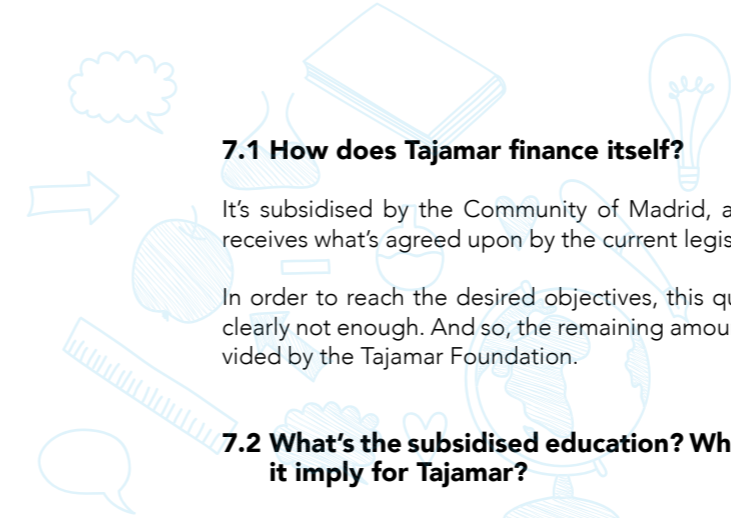 7.1 How does Tajamar finance itself?
It's subsidised by the Community of Madrid, a
receives what's agreed upon by the current legis
In order to reach the desired objectives, this qu
clearly not enough. And so, the remaining amou
vided by the Tajamar Foundation.
7.2 What's the subsidised education? Wh
it imply for Tajamar?